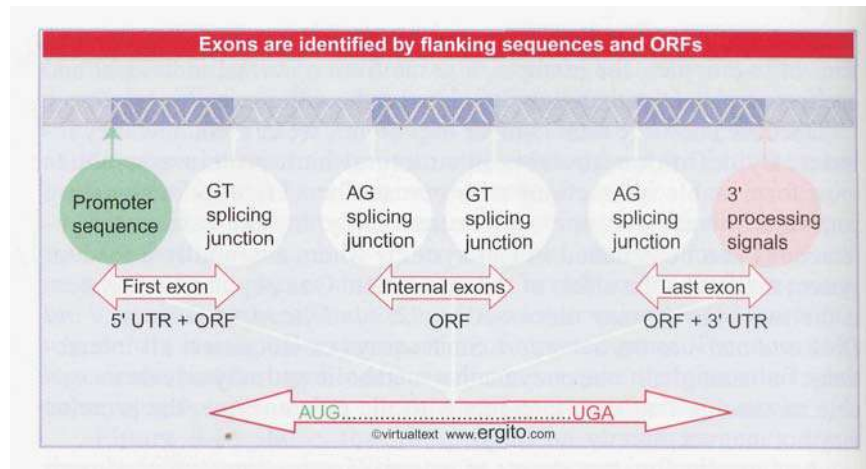 Exons are identified by flanking sequences and ORFs
Promoter
sequence
GT
splicing
junction
AG
splicing
junction
GT
splicing
junction
AG
splicing
junction
3'
processing
signals
First exon
5' UTR + ORF
Internal exons
ORF
Last exon
ORF + 3' UTR
AUG..............................UGA
©virtualtext www.ergito.com